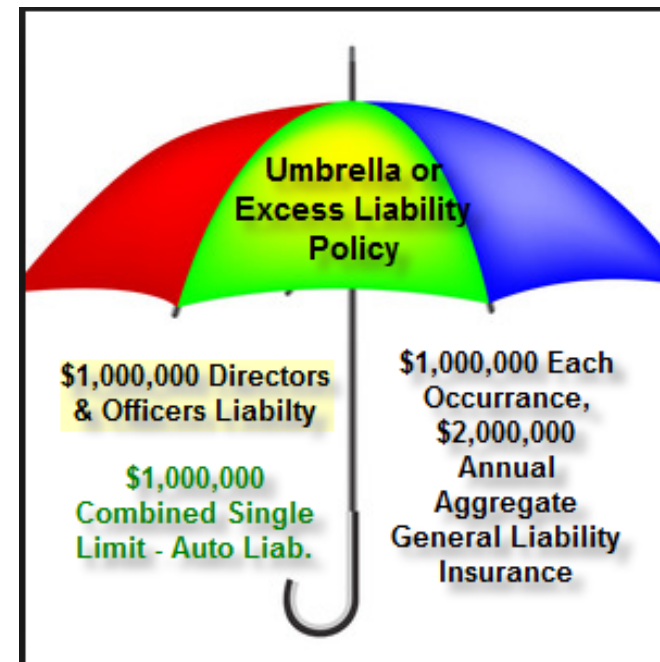 Umbrella or
Excess Liability
Policy
$1,000,000 Directors
& Officers Liabilty
$1,000,000
Combined Single
Limit - Auto Liab.
$1,000,000 Each
Occurrance,
$2,000,000
Annual
Aggregate
General Liability
Insurance